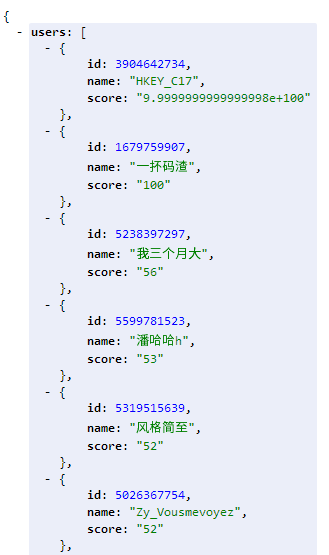 {
- users: [
- {
id: 3904642734,
name: "HKEY_C17",
score: "9.9999999999999998e+100"
},
- {
id: 1679759907,
name: "一抔码渣",
score: "100"
},
- {
id: 5238397297,
name: "我三个月大",
score: "56"
},
- {
id: 5599781523,
name: "潘哈哈h",
score: "53"
},
- {
id: 5319515639,
name: "风格简至",
score: "52"
},
- {
id: 5026367754,
name: "Zy_Vousmevoyez",
score: "52"
},